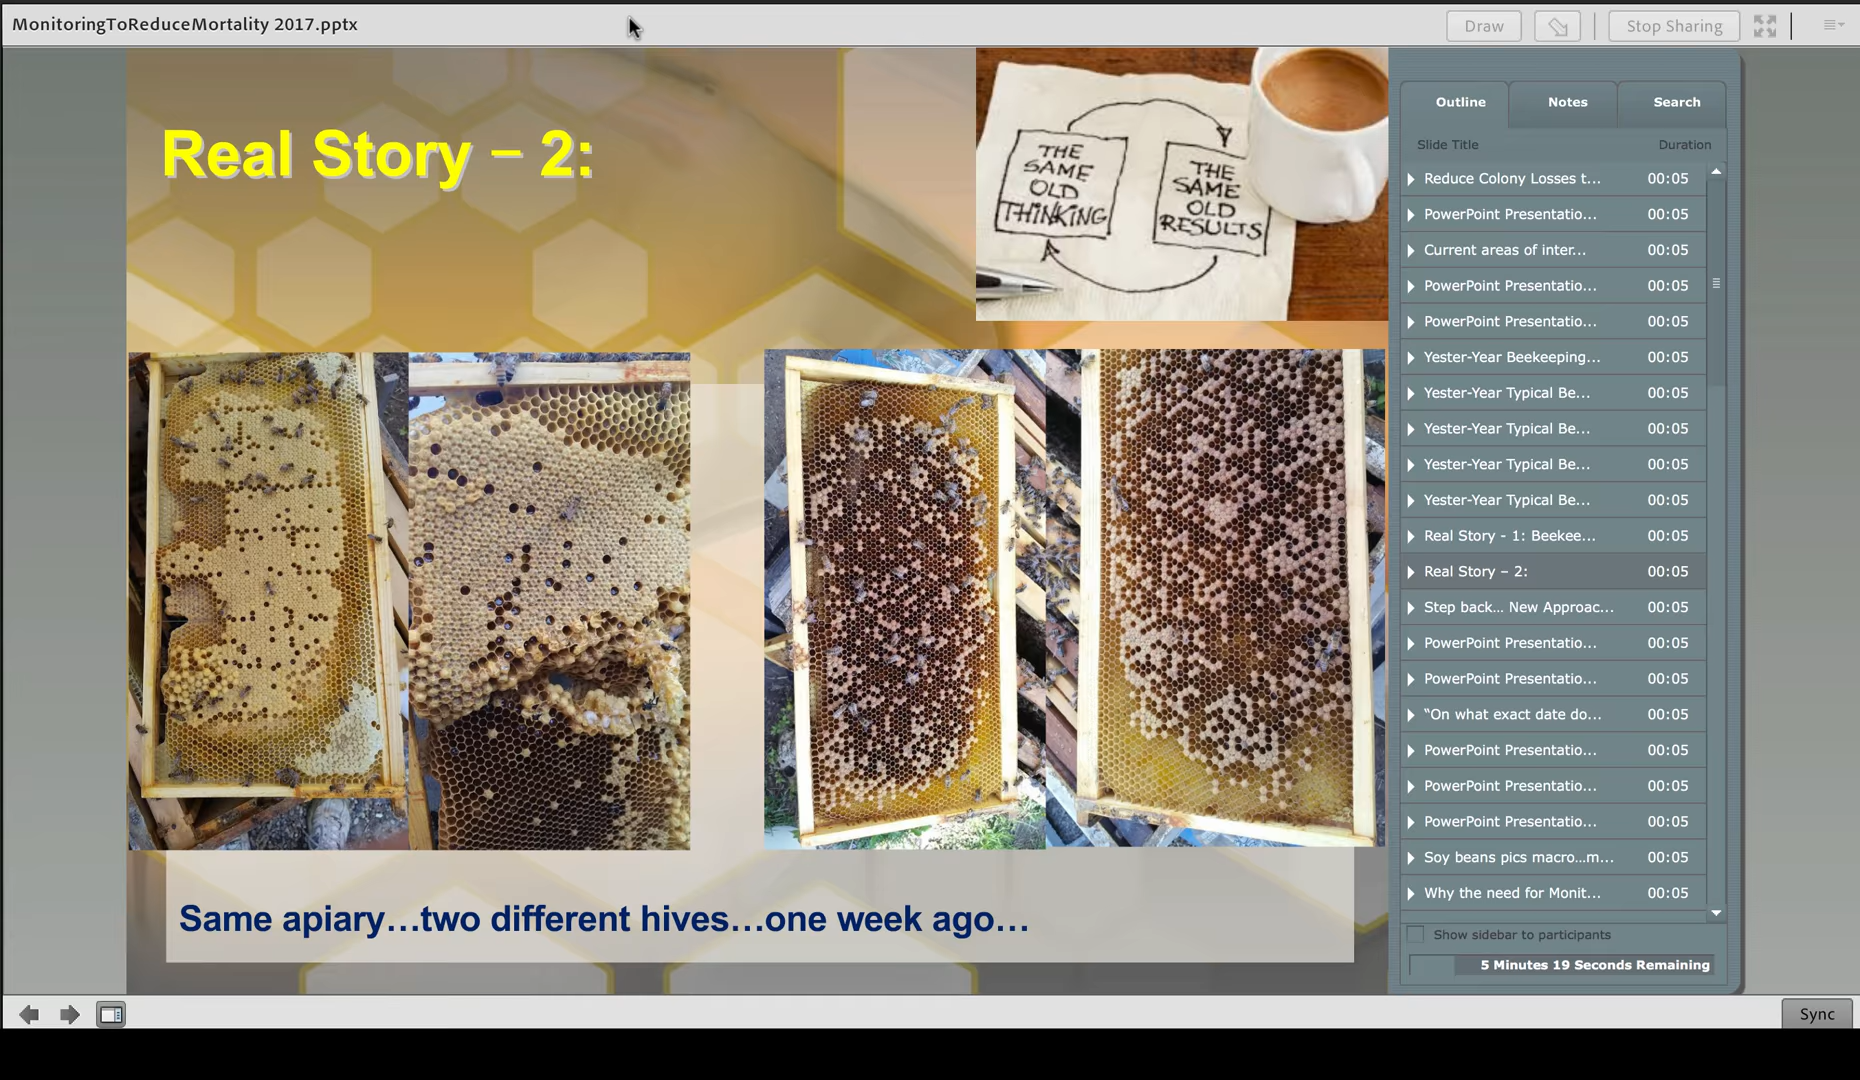 MonitoringToReduceMortality 2017.pptx
Draw
Stop Sharing
Real Story – 2:
THE SAME OLD THINKING
THE SAME OLD RESULTS
Same apiary...two different hives...one week ago...
Outline
Notes
Search
Slide Title Duration
Reduce Colony Losses t... 00:05
PowerPoint Presentatio... 00:05
Current areas of inter... 00:05
PowerPoint Presentatio... 00:05
PowerPoint Presentatio... 00:05
Yester-Year Beekeeping... 00:05
Yester-Year Typical Be... 00:05
Yester-Year Typical Be... 00:05
Yester-Year Typical Be... 00:05
Yester-Year Typical Be... 00:05
Real Story - 1: Beekee... 00:05
Real Story – 2: 00:05
Step back... New Approac... 00:05
PowerPoint Presentatio... 00:05
PowerPoint Presentatio... 00:05
“On what exact date do... 00:05
PowerPoint Presentatio... 00:05
PowerPoint Presentatio... 00:05
PowerPoint Presentatio... 00:05
Soy beans pics macro...m... 00:05
Why the need for Monit... 00:05
Show sidebar to participants
5 Minutes 19 Seconds Remaining
Sync